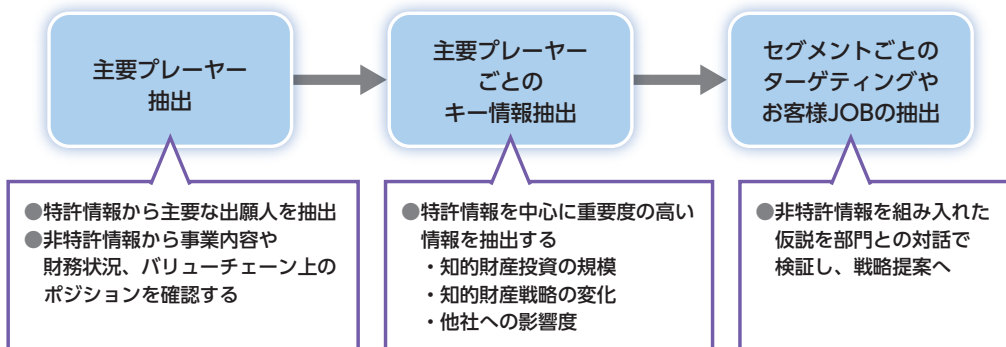 主要プレーヤー
抽出
主要プレーヤー
ごとの
キー情報抽出
セグメントごとの
ターゲティングや
お客様JOBの抽出
●特許情報から主要な出願人を抽出
●非特許情報から事業内容や
財務状況、バリューチェーン上の
ポジションを確認する
●特許情報を中心に重要度の高い
情報を抽出する
・知的財産投資の規模
・知的財産戦略の変化
・他社への影響度
●非特許情報を組み入れた
仮説を部門との対話で
検証し、戦略提案へ